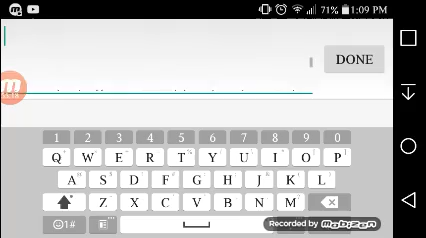 71% 1:09 PM
DONE
1 2 3 4 5 6 7 8 9 0
Q W E R T Y U I O P
A S D F G H J K L
Z X C V B N M
1#
Recorded by mobizen